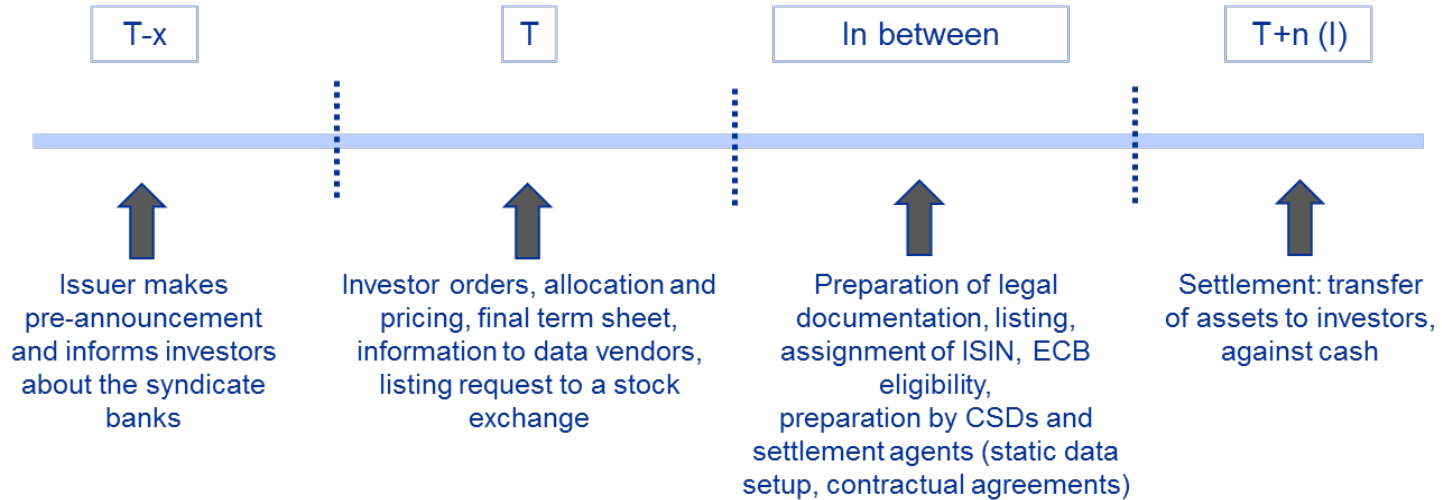 T-x
T
In between
T+n (I)
Issuer makes
pre-announcement
and informs investors
about the syndicate
banks
Investor orders, allocation and
pricing, final term sheet,
information to data vendors,
listing request to a stock
exchange
Preparation of legal
documentation, listing,
assignment of ISIN, ECB
eligibility,
preparation by CSDs and
settlement agents (static data
setup, contractual agreements)
Settlement: transfer
of assets to investors,
against cash